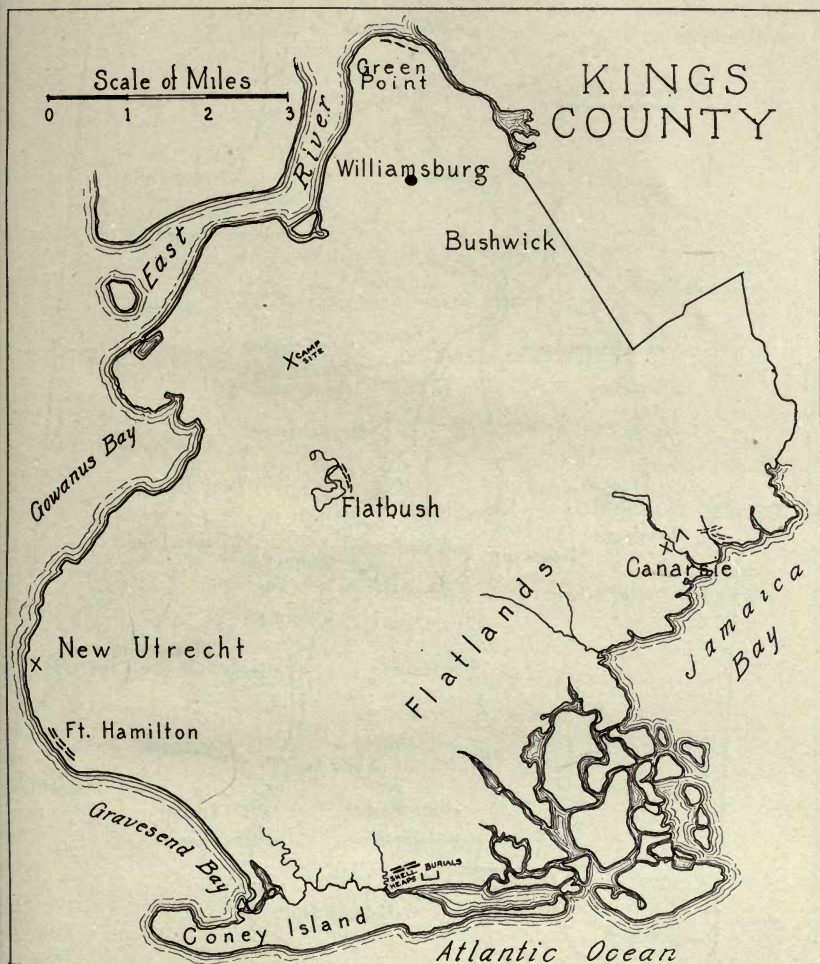 KINGS
COUNTY
Scale of Miles
0 1 2 3
Green
Point
East River
Williamsburg
Bushwick
X CAMP
SITE
Gowanus Bay
Flatbush
X
Canarsie
Flatlands
Jamaica
Bay
X New Utrecht
Ft. Hamilton
Gravesend Bay
SHELL
HEAPS
BURIALS
Coney Island
Atlantic Ocean